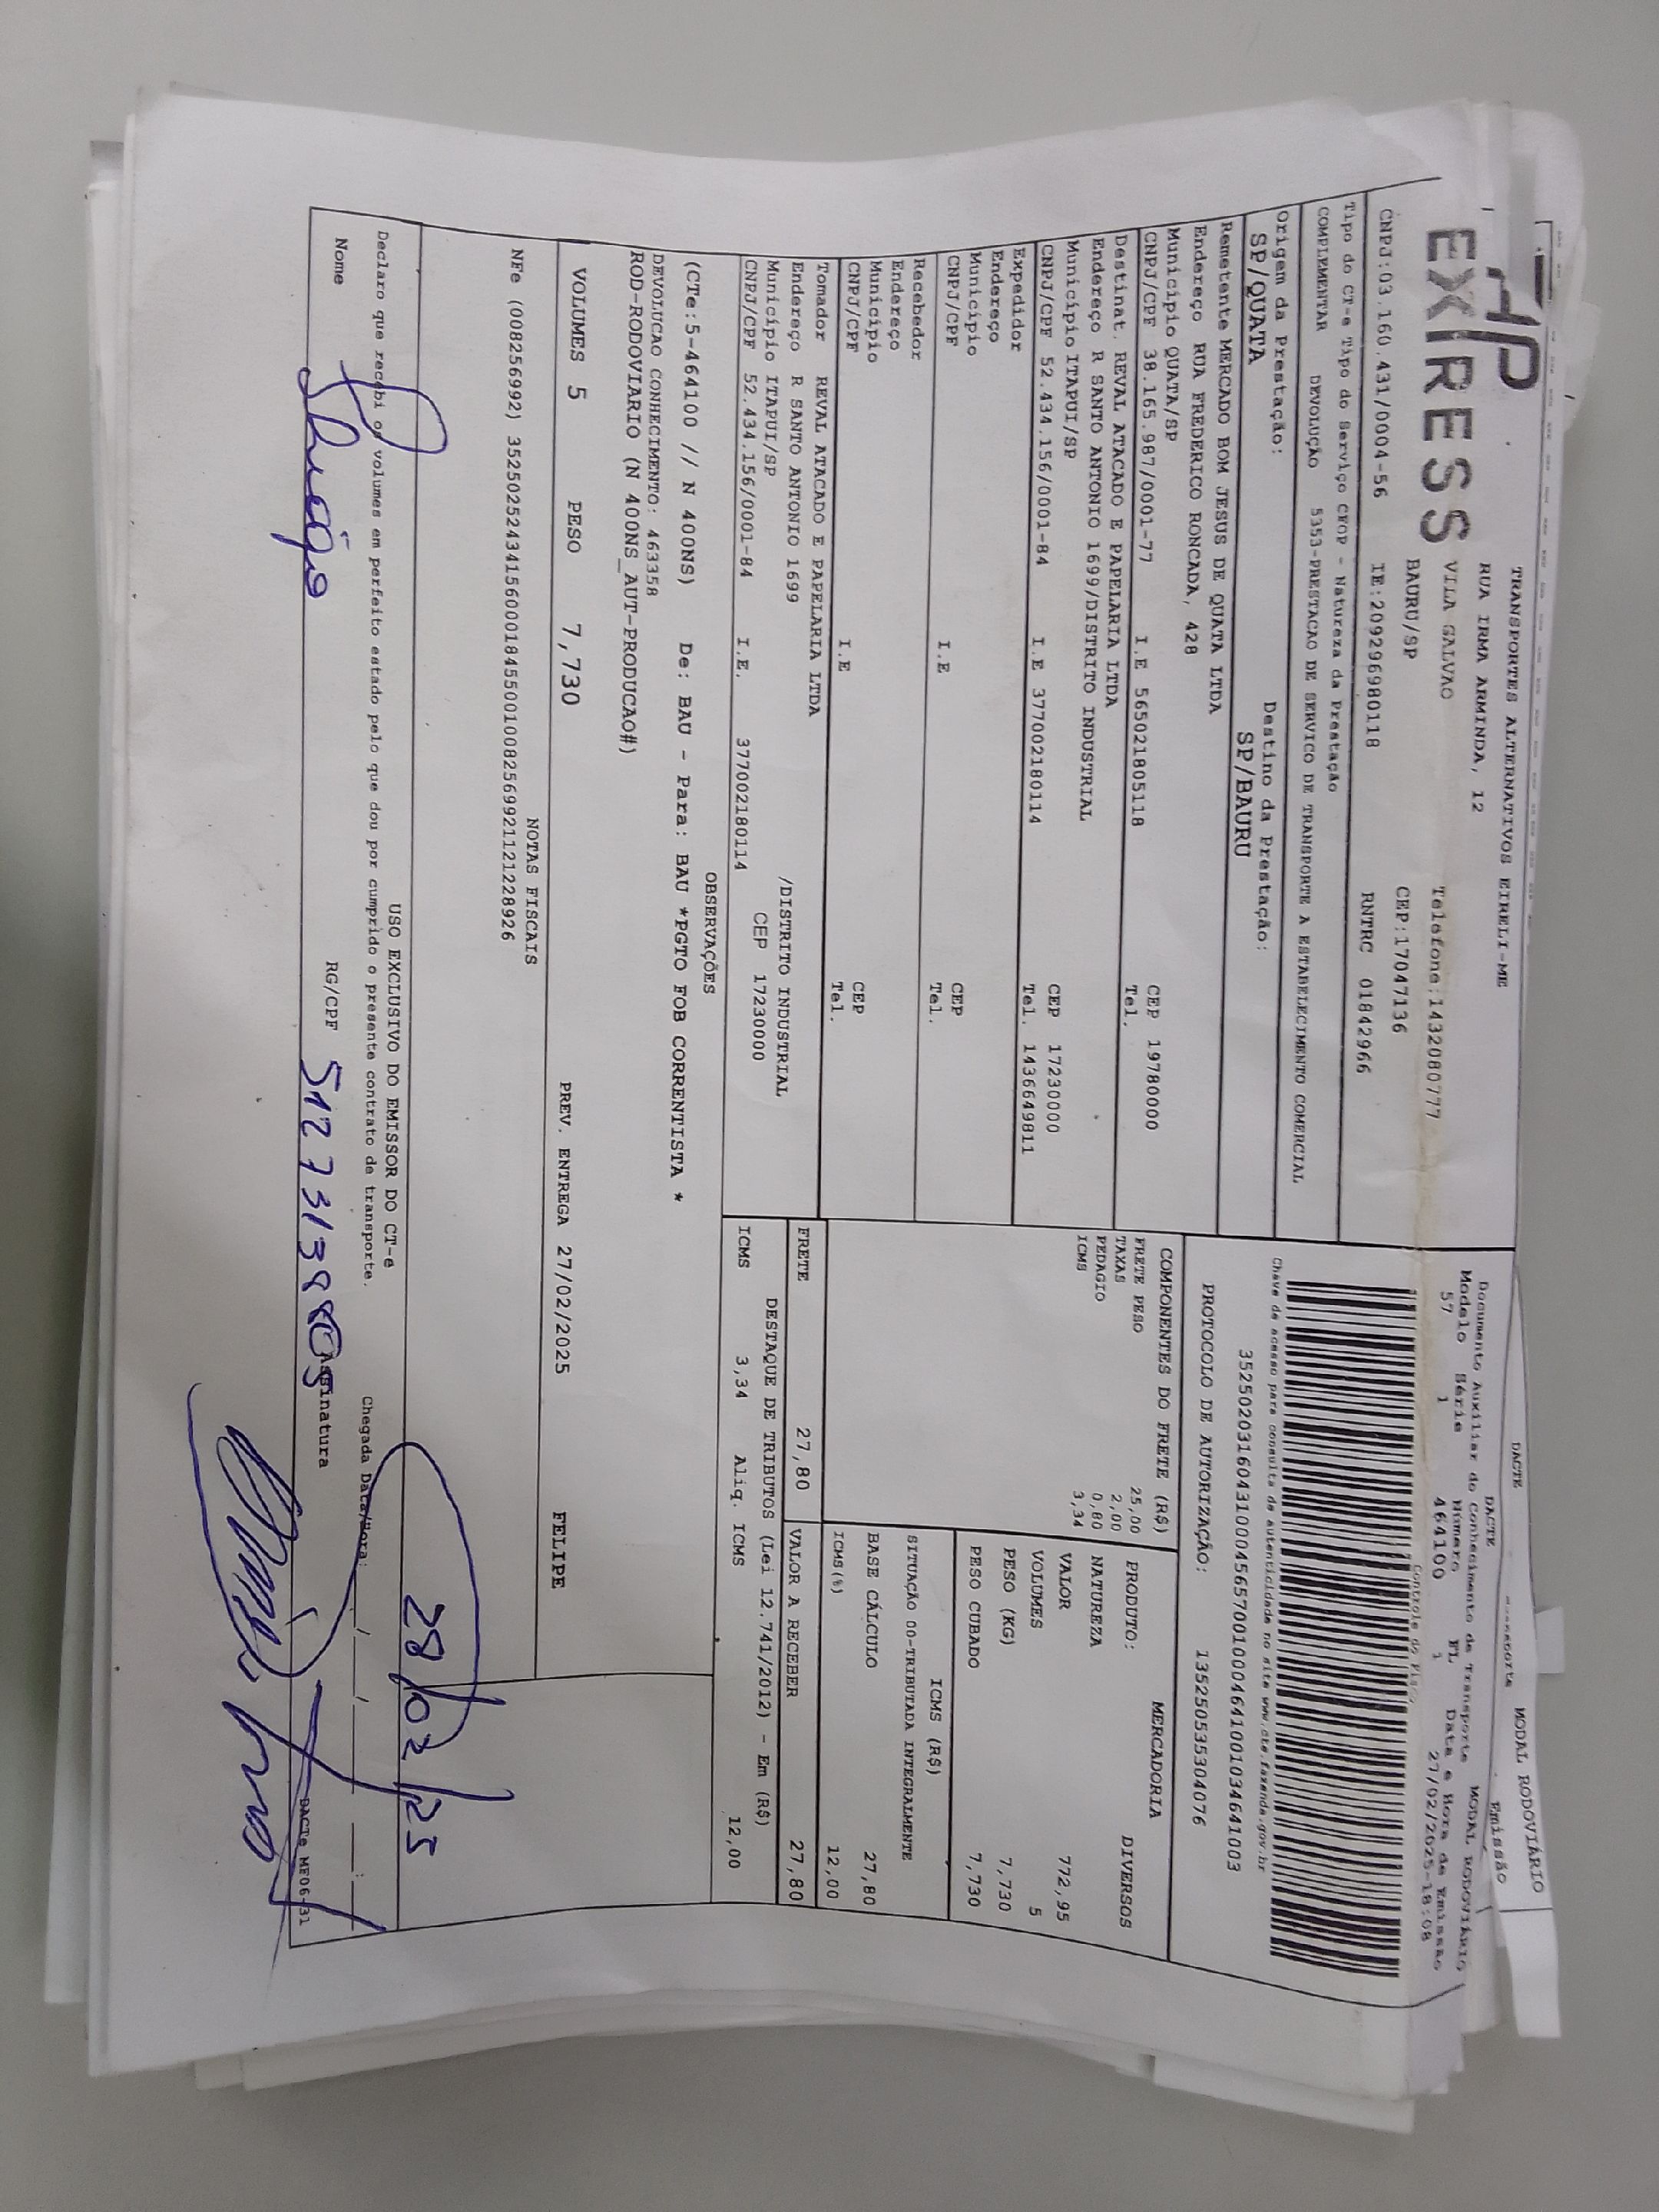 EXPRESS
TRANSPORTES ALTERNATIVOS EIRELI-ME
RUA IRMA ARMINDA, 12
VILA GALVAO Telefone:1432080777
BAURU/SP CEP:17047136
CNPJ:03.160.431/0004-56 IE:209296980118 RNTRC 01842966
DACTE MODAL RODOVIÁRIO
Emissão
DACTE
Documento Auxiliar do Conhecimento de Transporte MODAL RODOVIÁRIO
Modelo Série Número FL Data e Hora de Emissão
57 1 464100 1 27/02/2025-18:08
Controle do Fisco
Tipo do CT-e Tipo do Serviço CFOP - Natureza da Prestação
COMPLEMENTAR DEVOLUÇÃO 5353-PRESTACAO DE SERVICO DE TRANSPORTE A ESTABELECIMENTO COMERCIAL
Origem da Prestação: Destino da Prestação:
SP/QUATA SP/BAURU
Chave de acesso para consulta de autenticidade no site www.cte.fazenda.gov.br
35250203160431000456570010004641001034641003
PROTOCOLO DE AUTORIZAÇÃO: 135250535304076
Remetente MERCADO BOM JESUS DE QUATA LTDA
Endereço RUA FREDERICO RONCADA, 428
Município QUATA/SP CEP 19780000
CNPJ/CPF 38.165.987/0001-77 I.E 565021805118 Tel.
Destinat. REVAL ATACADO E PAPELARIA LTDA
Endereço R SANTO ANTONIO 1699/DISTRITO INDUSTRIAL
Município ITAPUI/SP CEP 17230000
CNPJ/CPF 52.434.156/0001-84 I.E 377002180114 Tel. 1436649811
Expedidor
Endereço
Município CEP
CNPJ/CPF I.E Tel.
Recebedor
Endereço
Município CEP
CNPJ/CPF I.E Tel.
Tomador REVAL ATACADO E PAPELARIA LTDA
Endereço R SANTO ANTONIO 1699 /DISTRITO INDUSTRIAL
Município ITAPUI/SP CEP 17230000
CNPJ/CPF 52.434.156/0001-84 I.E. 377002180114
COMPONENTES DO FRETE (R$)
FRETE PESO 25,00
TAXAS 2,00
PEDAGIO 0,80
ICMS 3,34
MERCADORIA
PRODUTO: DIVERSOS
NATUREZA
VALOR 772,95
VOLUMES 5
PESO (KG) 7,730
PESO CUBADO 7,730
ICMS (R$)
SITUAÇÃO 00-TRIBUTADA INTEGRALMENTE
BASE CÁLCULO 27,80
ICMS(%) 12,00
FRETE 27,80 VALOR A RECEBER 27,80
DESTAQUE DE TRIBUTOS (Lei 12.741/2012) - Em (R$)
ICMS 3,34 Aliq. ICMS 12,00
OBSERVAÇÕES
(CTe:5-464100 // N 400NS) De: BAU - Para: BAU *PGTO FOB CORRENTISTA *
DEVOLUCAO CONHECIMENTO: 463358
ROD-RODOVIARIO (N 400NS_AUT-PRODUCAO#)
VOLUMES 5 PESO 7,730 PREV. ENTREGA 27/02/2025 FELIPE
NOTAS FISCAIS
NFe (008256992) 35250252434156000184550010082569921121228926
USO EXCLUSIVO DO EMISSOR DO CT-e
28/02/25
Declaro que recebi os volumes em perfeito estado pelo que dou por cumprido o presente contrato de transporte. Chegada Data/Hora: / / :
Nome RG/CPF Assinatura
DACTe MF06-31